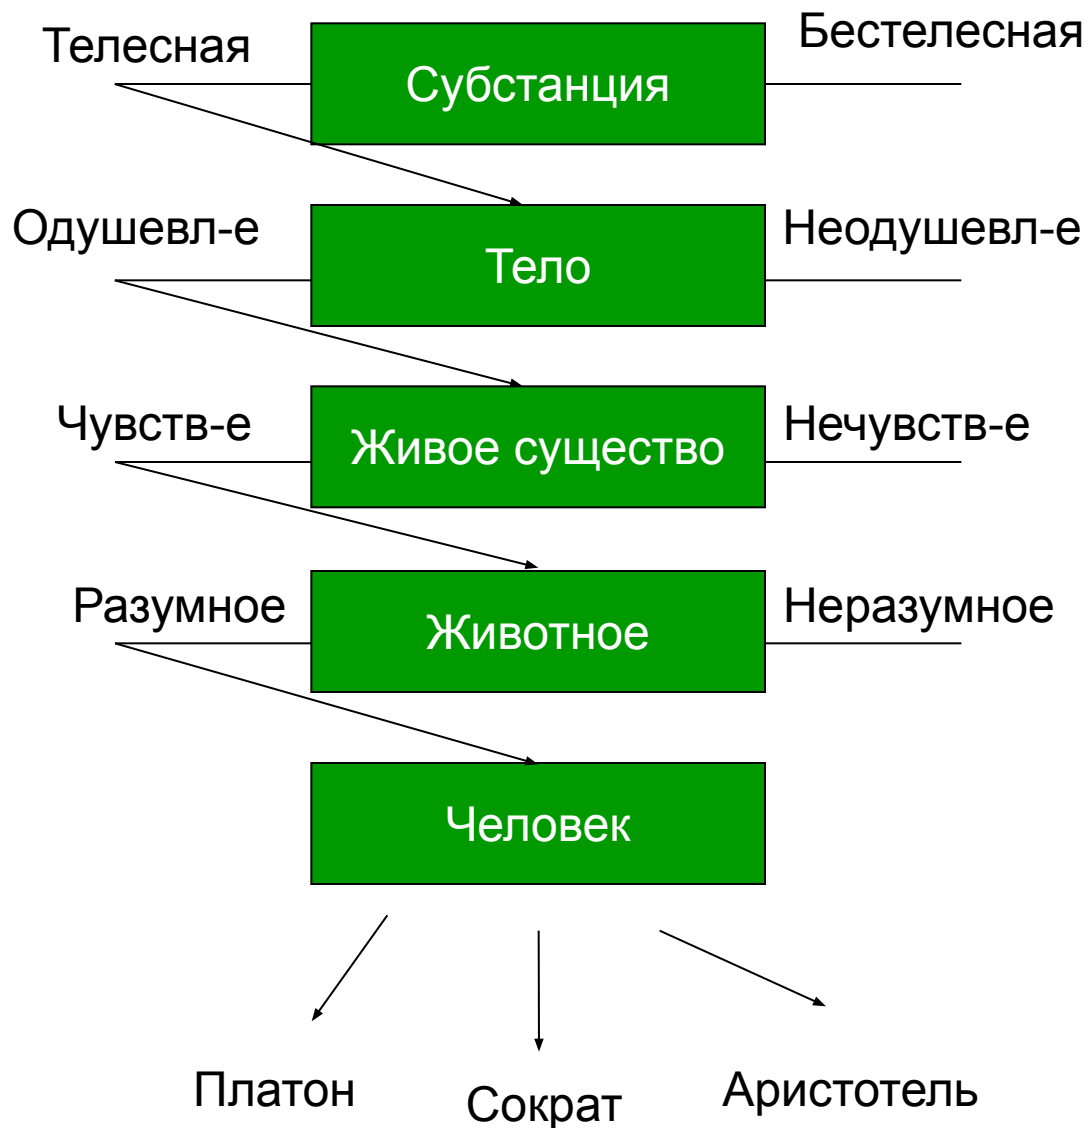 Телесная
Субстанция
Бестелесная
Одушевл-е
Тело
Неодушевл-е
Чувств-е
Живое существо
Нечувств-е
Разумное
Животное
Неразумное
Человек
Платон
Сократ
Аристотель